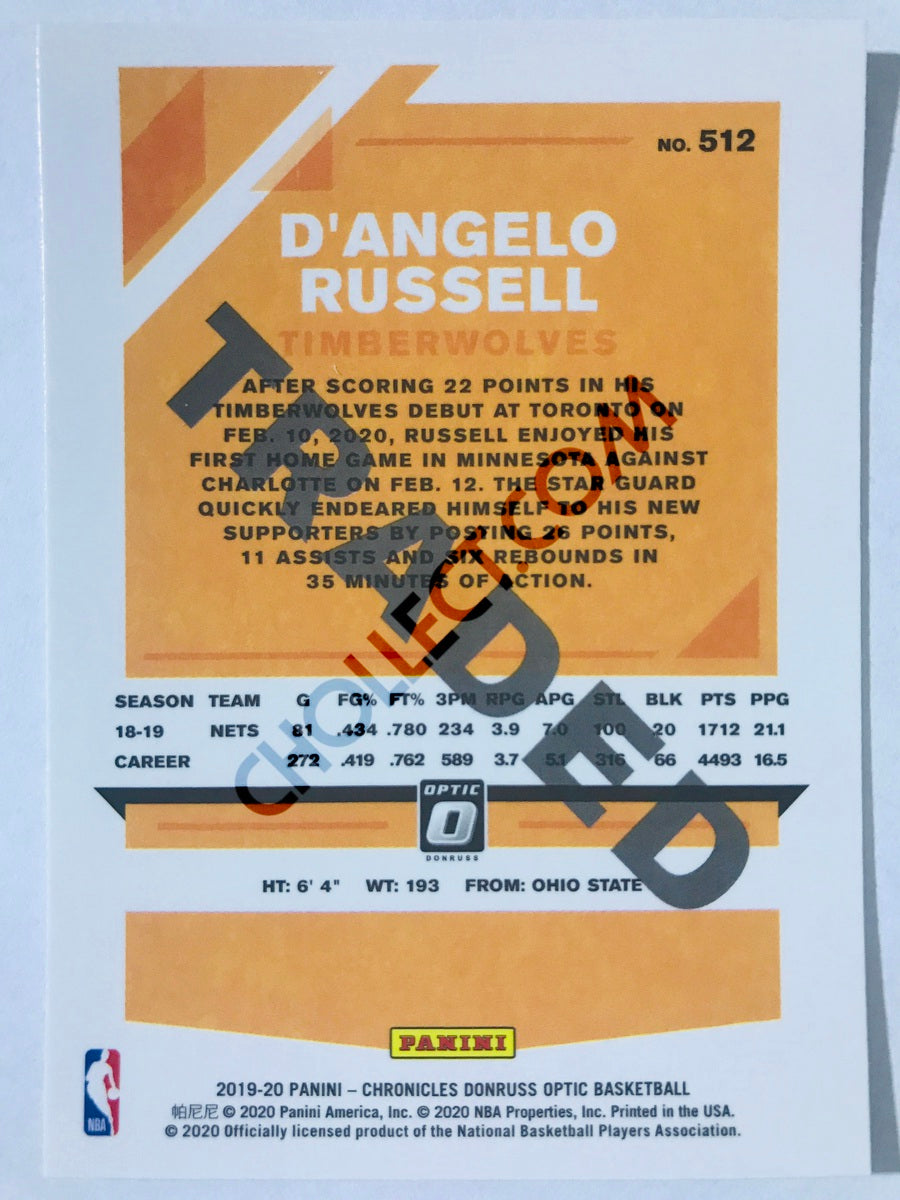 NO. 512
D'ANGELO
RUSSELL
TIMBERWOLVES
AFTER SCORING 22 POINTS IN HIS
TIMBERWOLVES DEBUT AT TORONTO ON
FEB. 10, 2020, RUSSELL ENJOYED HIS
FIRST HOME GAME IN MINNESOTA AGAINST
CHARLOTTE ON FEB. 12. THE STAR GUARD
QUICKLY ENDEARED HIMSELF TO HIS NEW
SUPPORTERS BY POSTING 26 POINTS,
11 ASSISTS AND SIX REBOUNDS IN
35 MINUTES OF ACTION.
TRADED
CHOLLECT.COM
SEASON TEAM G FG% FT% 3PM RPG APG STL BLK PTS PPG
18-19 NETS 81 .434 .780 234 3.9 7.0 100 20 1712 21.1
CAREER 272 .419 .762 589 3.7 5.1 316 66 4493 16.5
OPTIC
O
DONRUSS
HT: 6' 4" WT: 193 FROM: OHIO STATE
PANINI
NBA
2019-20 PANINI – CHRONICLES DONRUSS OPTIC BASKETBALL
帕尼尼 © 2020 Panini America, Inc. © 2020 NBA Properties, Inc. Printed in the USA.
© 2020 Officially licensed product of the National Basketball Players Association.